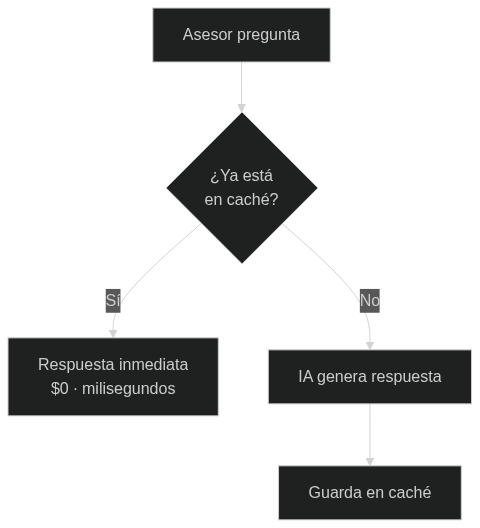 Asesor pregunta
¿Ya está
en caché?
Sí
No
Respuesta inmediata
$0 · milisegundos
IA genera respuesta
Guarda en caché